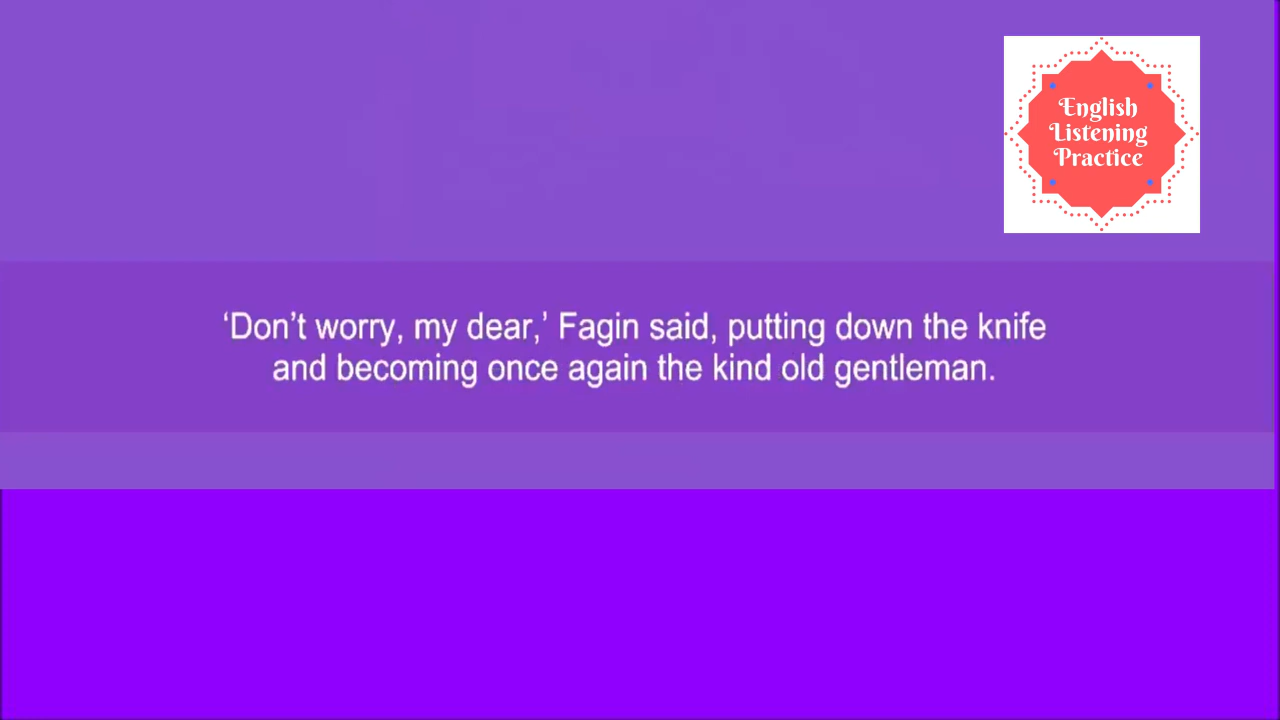 English
Listening
Practice
‘Don’t worry, my dear,’ Fagin said, putting down the knife
and becoming once again the kind old gentleman.